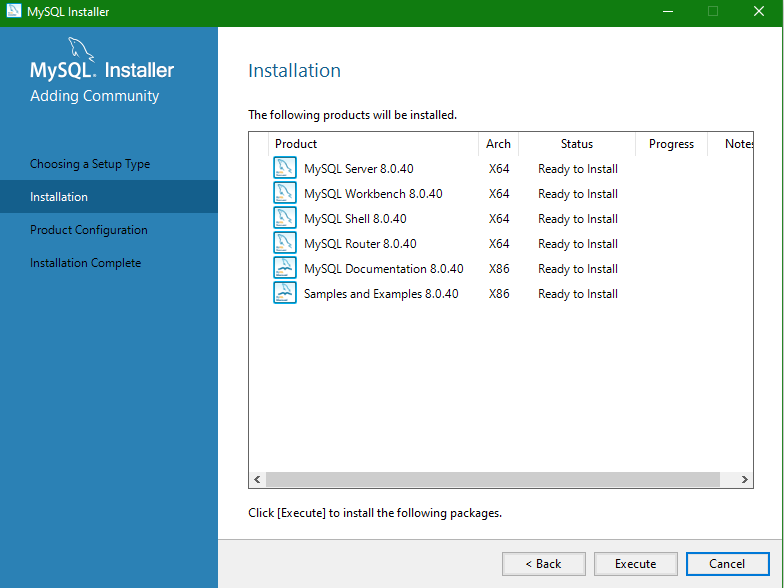 MySQL Installer
MySQL. Installer
Adding Community
Choosing a Setup Type
Installation
Product Configuration
Installation Complete
Installation
The following products will be installed.
Product Arch Status Progress Notes
MySQL Server 8.0.40 X64 Ready to Install
MySQL Workbench 8.0.40 X64 Ready to Install
MySQL Shell 8.0.40 X64 Ready to Install
MySQL Router 8.0.40 X64 Ready to Install
MySQL Documentation 8.0.40 X86 Ready to Install
Samples and Examples 8.0.40 X86 Ready to Install
Click [Execute] to install the following packages.
< Back Execute Cancel